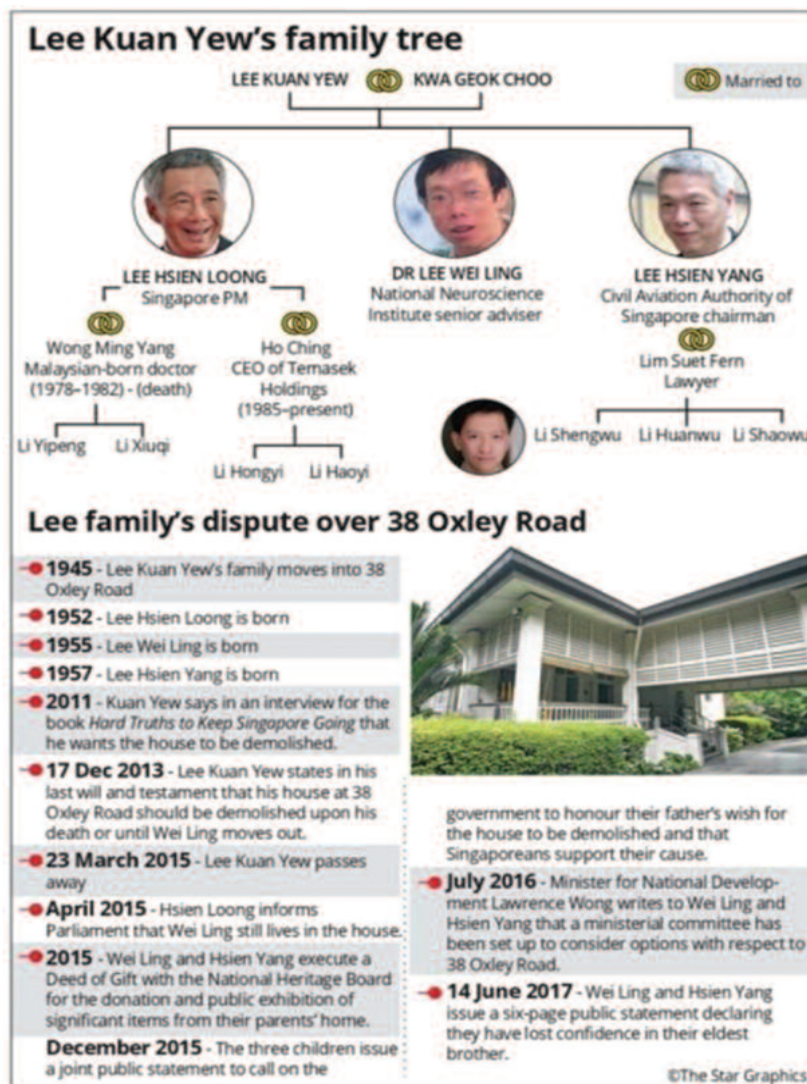 Lee Kuan Yew's family tree
LEE KUAN YEW KWA GEOK CHOO
Married to
LEE HSIEN LOONG
Singapore PM
DR LEE WEI LING
National Neuroscience
Institute senior adviser
LEE HSIEN YANG
Civil Aviation Authority of
Singapore chairman
Wong Ming Yang
Malaysian-born doctor
(1978–1982) - (death)
Ho Ching
CEO of Temasek
Holdings
(1985–present)
Lim Suet Fern
Lawyer
Li Yipeng Li Xiuqi
Li Hongyi Li Haoyi
Li Shengwu Li Huanwu Li Shaowu
Lee family's dispute over 38 Oxley Road
1945 - Lee Kuan Yew's family moves into 38
Oxley Road
1952 - Lee Hsien Loong is born
1955 - Lee Wei Ling is born
1957 - Lee Hsien Yang is born
2011 - Kuan Yew says in an interview for the
book Hard Truths to Keep Singapore Going that
he wants the house to be demolished.
17 Dec 2013 - Lee Kuan Yew states in his
last will and testament that his house at 38
Oxley Road should be demolished upon his
death or until Wei Ling moves out.
23 March 2015 - Lee Kuan Yew passes
away
April 2015 - Hsien Loong informs
Parliament that Wei Ling still lives in the house.
2015 - Wei Ling and Hsien Yang execute a
Deed of Gift with the National Heritage Board
for the donation and public exhibition of
significant items from their parents' home.
December 2015 - The three children issue
a joint public statement to call on the
government to honour their father's wish for
the house to be demolished and that
Singaporeans support their cause.
July 2016 - Minister for National Develop-
ment Lawrence Wong writes to Wei Ling and
Hsien Yang that a ministerial committee has
been set up to consider options with respect to
38 Oxley Road.
14 June 2017 - Wei Ling and Hsien Yang
issue a six-page public statement declaring
they have lost confidence in their eldest
brother.
©The Star Graphics